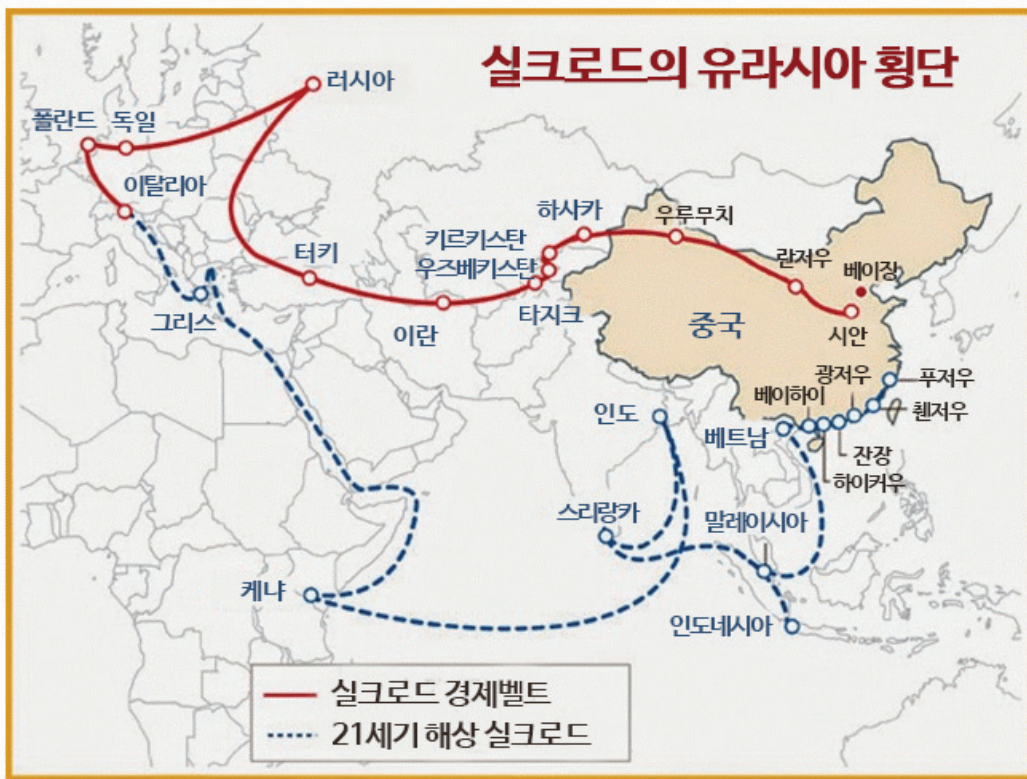 실크로드의 유라시아 횡단
러시아
폴란드 독일
이탈리아
하사카
우루무치
키르키스탄
우즈베키스탄
터키
란저우
베이장
그리스
이란
타지크
중국
시안
광저우
푸저우
베이하이
인도
베트남
췐저우
잔장
하이커우
스리랑카
말레이시아
케냐
인도네시아
실크로드 경제벨트
21세기 해상 실크로드